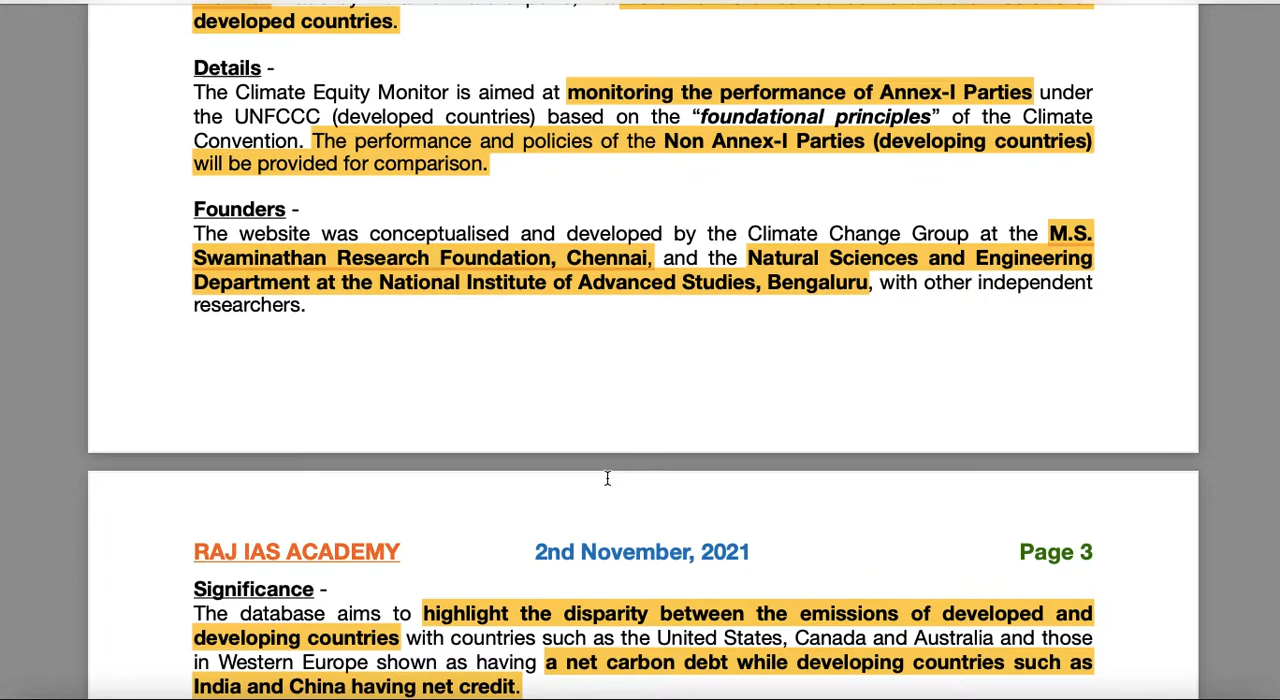 developed countries.
Details -
The Climate Equity Monitor is aimed at monitoring the performance of Annex-I Parties under
the UNFCCC (developed countries) based on the “foundational principles” of the Climate
Convention. The performance and policies of the Non Annex-I Parties (developing countries)
will be provided for comparison.
Founders -
The website was conceptualised and developed by the Climate Change Group at the M.S.
Swaminathan Research Foundation, Chennai, and the Natural Sciences and Engineering
Department at the National Institute of Advanced Studies, Bengaluru, with other independent
researchers.
RAJ IAS ACADEMY 2nd November, 2021 Page 3
Significance -
The database aims to highlight the disparity between the emissions of developed and
developing countries with countries such as the United States, Canada and Australia and those
in Western Europe shown as having a net carbon debt while developing countries such as
India and China having net credit.